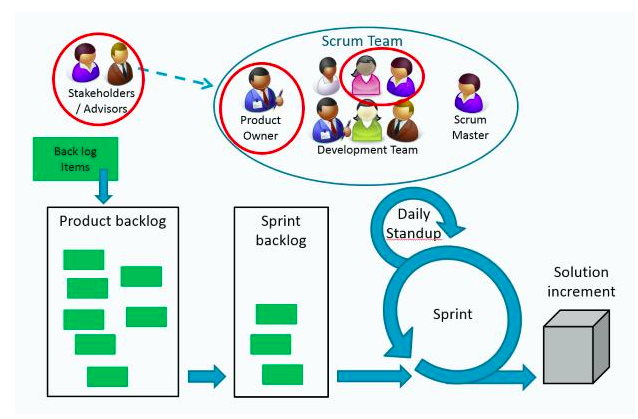 Scrum Team
Stakeholders
/ Advisors
Product
Owner
Development Team
Scrum
Master
Back log
Items
Product backlog
Sprint
backlog
Daily
Standup
Sprint
Solution
increment